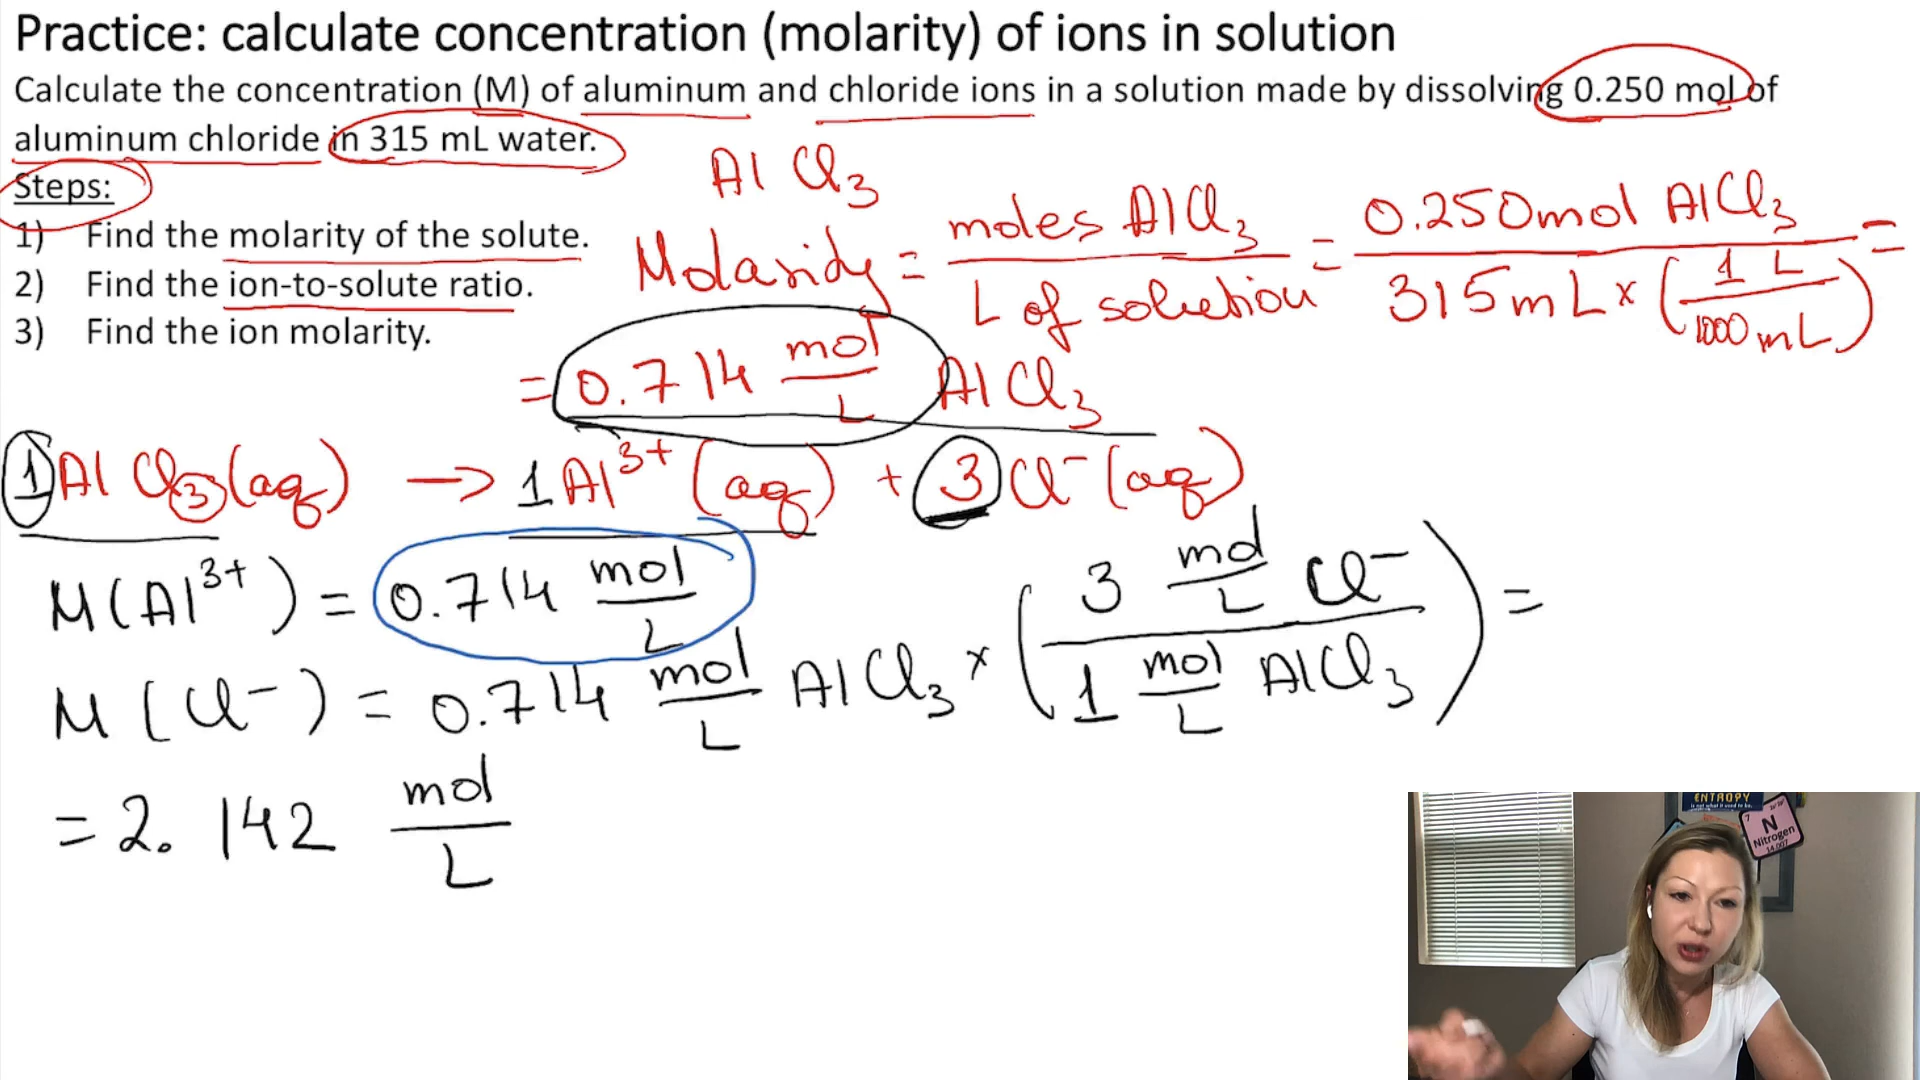 Practice: calculate concentration (molarity) of ions in solution
Calculate the concentration (M) of aluminum and chloride ions in a solution made by dissolving 0.250 mol of
aluminum chloride in 315 mL water.
AlCl₃
Steps:
1) Find the molarity of the solute.
2) Find the ion-to-solute ratio.
3) Find the ion molarity.
Molarity = moles AlCl₃ / L of solution = 0.250 mol AlCl₃ / 315 mL × (1 L / 1000 mL) =
= 0.714 mol/L AlCl₃
1 AlCl₃ (aq) → 1 Al³⁺ (aq) + 3 Cl⁻ (aq)
M(Al³⁺) = 0.714 mol/L
M(Cl⁻) = 0.714 mol/L AlCl₃ × (3 mol/L Cl⁻ / 1 mol/L AlCl₃) =
= 2.142 mol/L
ENTROPY
7
N
Nitrogen
14.007